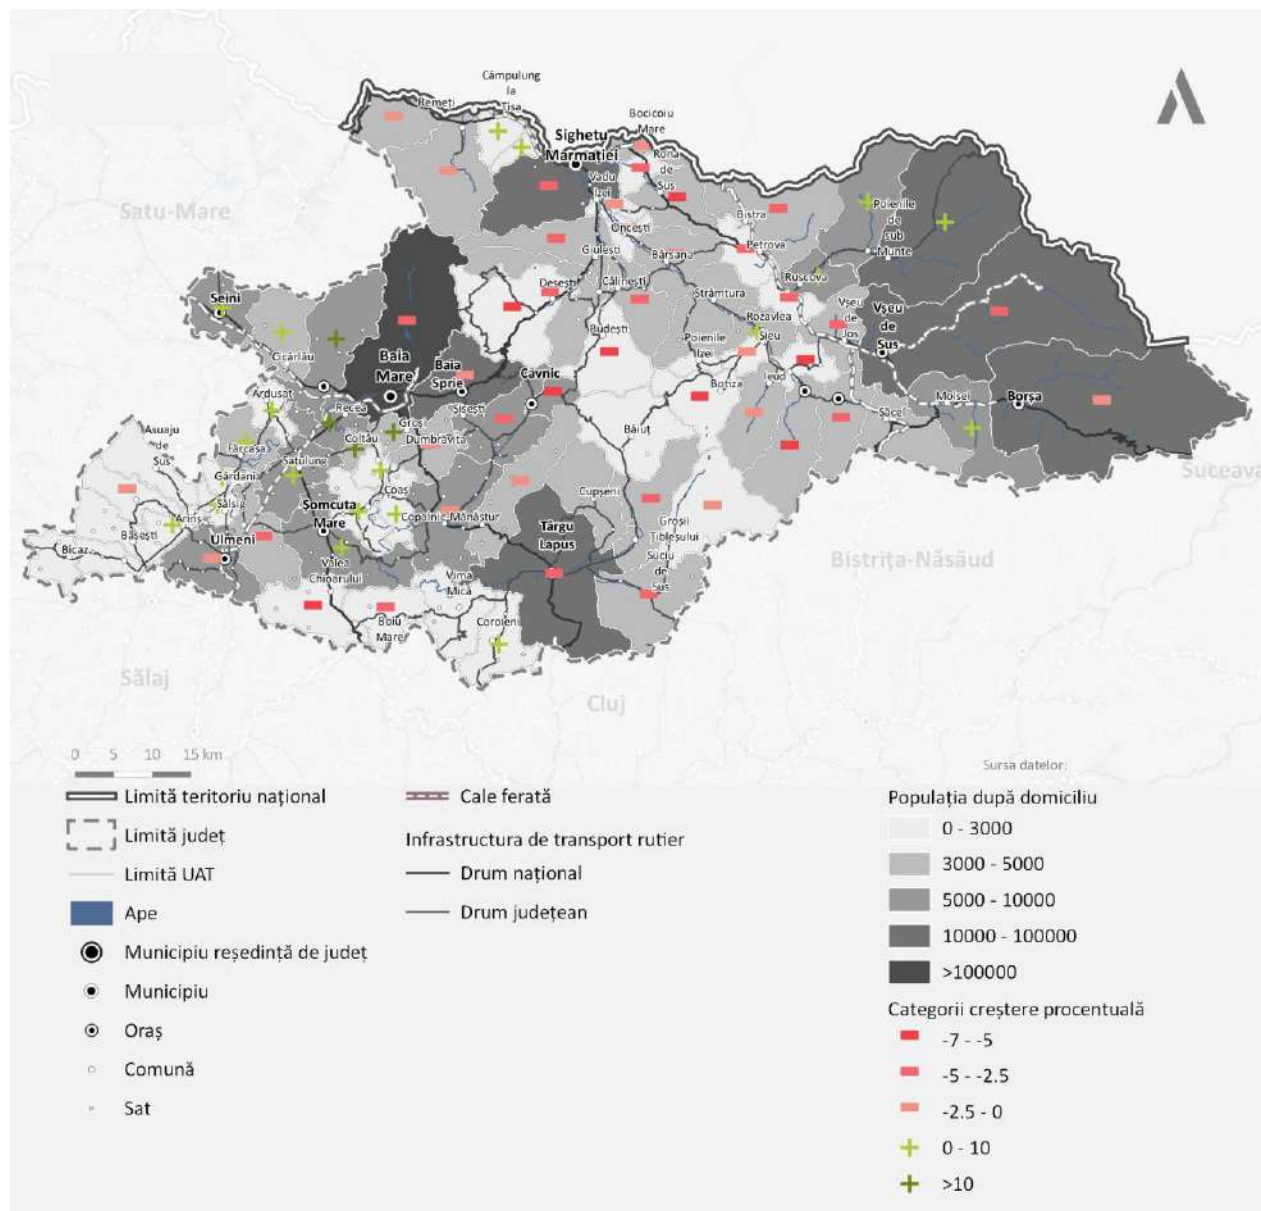 Câmpulung
la
Tisa
Remeți
Bocicoiu
Mare
Sighetu
Marmației
Rona
de
Sus
Vadu
Izei
Satu-Mare
Bistra
Poienile
de
sub
Munte
Oncești
Giulești
Bârsana
Petrova
Ruscova
Desești
Călinești
Strâmtura
Seini
Vișeu
de
Jos
Vșeu
de
Sus
Rozavlea
Șieu
Budești
Poienile
Izei
Cicârlău
Baia
Mare
Baia
Sprie
Cavnic
Botiza
Ieud
Ardusat
Recea
Sisești
Săcel
Moisei
Borșa
Asuaju
de
Sus
Groși
Coltău
Dumbrăvița
Băiuț
Fărcașa
Satulung
Gârdani
Suceava
Coaș
Cupșeni
Sălsig
Somcuta
Mare
Copalnic-Mănăștur
Ariniș
Băsești
Târgu
Lapus
Groșii
Țibleșului
Ulmeni
Bicaz
Suciu
de
Sus
Bistrița-Năsăud
Valea
Chioarului
Vima
Mică
Boiu
Mare
Coroieni
Sălaj
Cluj
0 5 10 15 km
Sursa datelor:
Limită teritoriu național
Limită județ
Limită UAT
Ape
Municipiu reședință de județ
Municipiu
Oraș
Comună
Sat
Cale ferată
Infrastructura de transport rutier
Drum național
Drum județean
Populația după domiciliu
0 - 3000
3000 - 5000
5000 - 10000
10000 - 100000
>100000
Categorii creștere procentuală
-7 - -5
-5 - -2.5
-2.5 - 0
0 - 10
>10